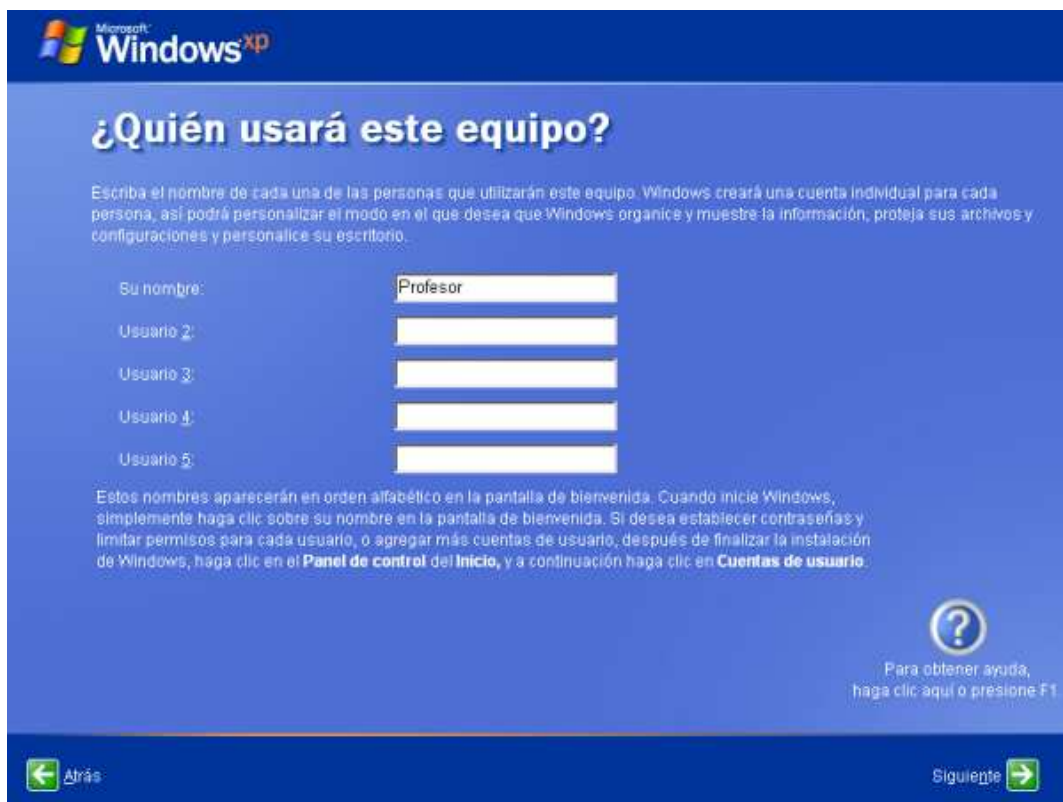 Microsoft
Windows xp
¿Quién usará este equipo?
Escriba el nombre de cada una de las personas que utilizarán este equipo. Windows creará una cuenta individual para cada
persona, así podrá personalizar el modo en el que desea que Windows organice y muestre la información, proteja sus archivos y
configuraciones y personalice su escritorio.
Su nombre: Profesor
Usuario 2:
Usuario 3:
Usuario 4:
Usuario 5:
Estos nombres aparecerán en orden alfabético en la pantalla de bienvenida. Cuando inicie Windows,
simplemente haga clic sobre su nombre en la pantalla de bienvenida. Si desea establecer contraseñas y
limitar permisos para cada usuario, o agregar más cuentas de usuario, después de finalizar la instalación
de Windows, haga clic en el Panel de control del Inicio, y a continuación haga clic en Cuentas de usuario.
?
Para obtener ayuda,
haga clic aquí o presione F1.
Atrás
Siguiente